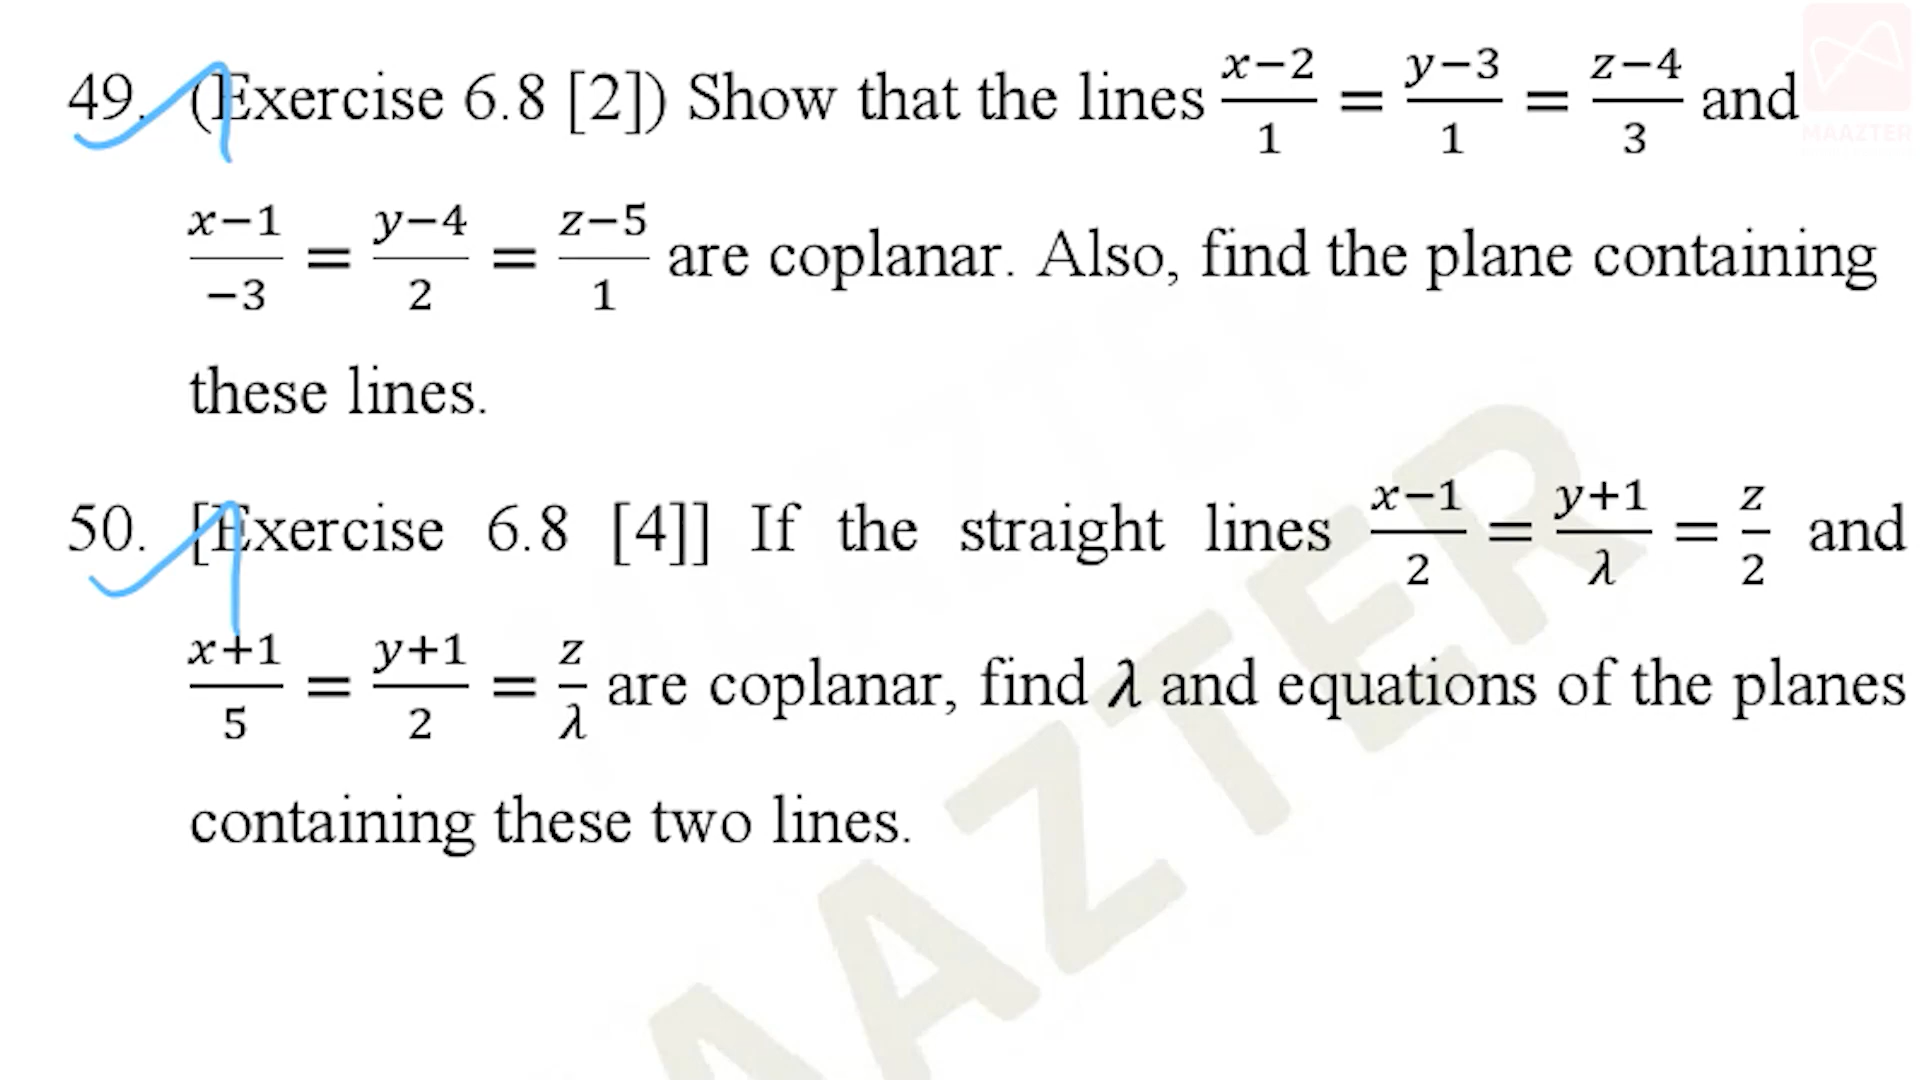 MAAZTER
49. (Exercise 6.8 [2]) Show that the lines x−2/1 = y−3/1 = z−4/3 and
x−1/−3 = y−4/2 = z−5/1 are coplanar. Also, find the plane containing
these lines.
50. [Exercise 6.8 [4]] If the straight lines x−1/2 = y+1/λ = z/2 and
x+1/5 = y+1/2 = z/λ are coplanar, find λ and equations of the planes
containing these two lines.
MAAZTER